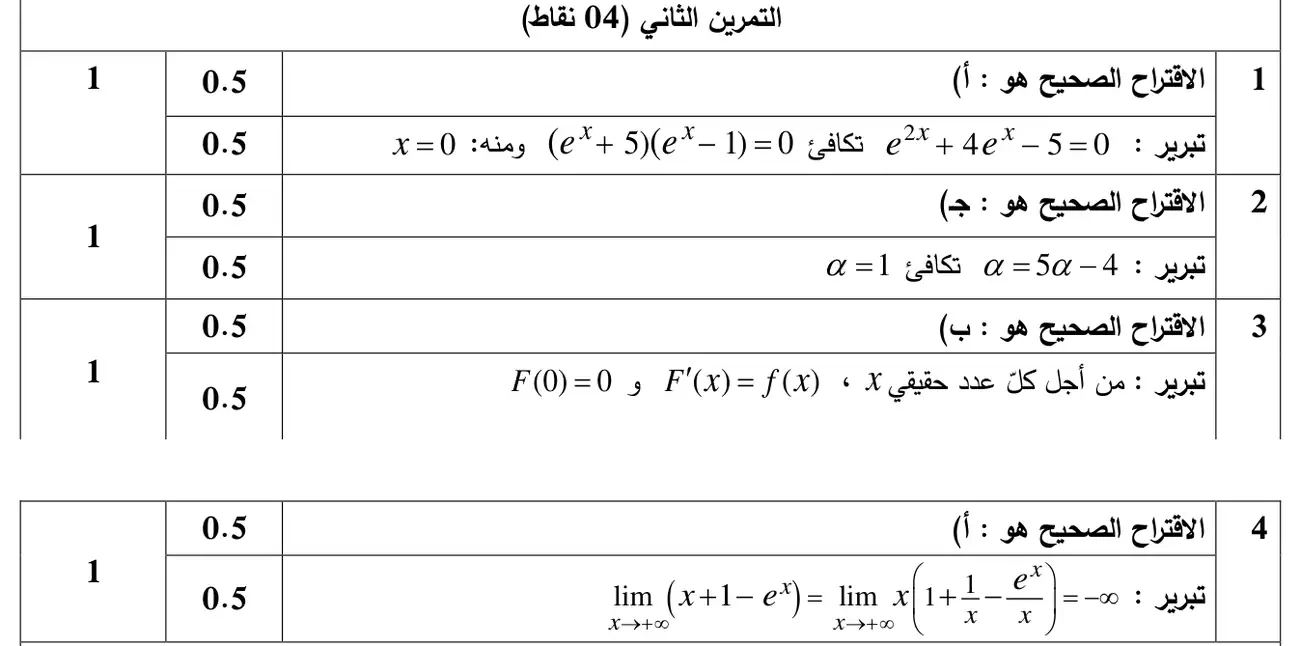 التمرين الثاني (04 نقاط)
1 الاقتراح الصحيح هو : أ) 0.5 1
تبرير : e^{2x} + 4e^x − 5 = 0 تكافئ (e^x + 5)(e^x − 1) = 0 ومنه: x = 0 0.5
2 الاقتراح الصحيح هو : جـ) 0.5 1
تبرير : α = 5α − 4 تكافئ α = 1 0.5
3 الاقتراح الصحيح هو : ب) 0.5 1
تبرير : من أجل كلّ عدد حقيقي x ، F′(x) = f(x) و F(0) = 0 0.5
4 الاقتراح الصحيح هو : أ) 0.5 1
تبرير : lim_{x→+∞} (x+1−e^x) = lim_{x→+∞} x(1 + 1/x − e^x/x) = −∞ 0.5